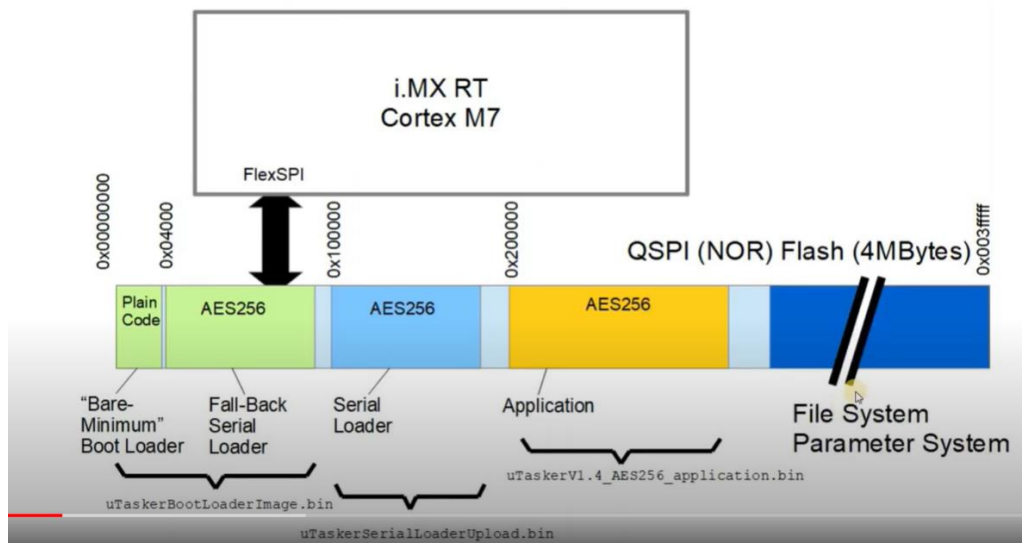 i.MX RT
Cortex M7
FlexSPI
0x00000000
0x04000
0x100000
0x200000
0x003fffff
QSPI (NOR) Flash (4MBytes)
Plain
Code
AES256
AES256
AES256
"Bare-
Minimum"
Boot Loader
Fall-Back
Serial
Loader
Serial
Loader
Application
File System
Parameter System
uTaskerBootLoaderImage.bin
uTaskerSerialLoaderUpload.bin
uTaskerV1.4_AES256_application.bin